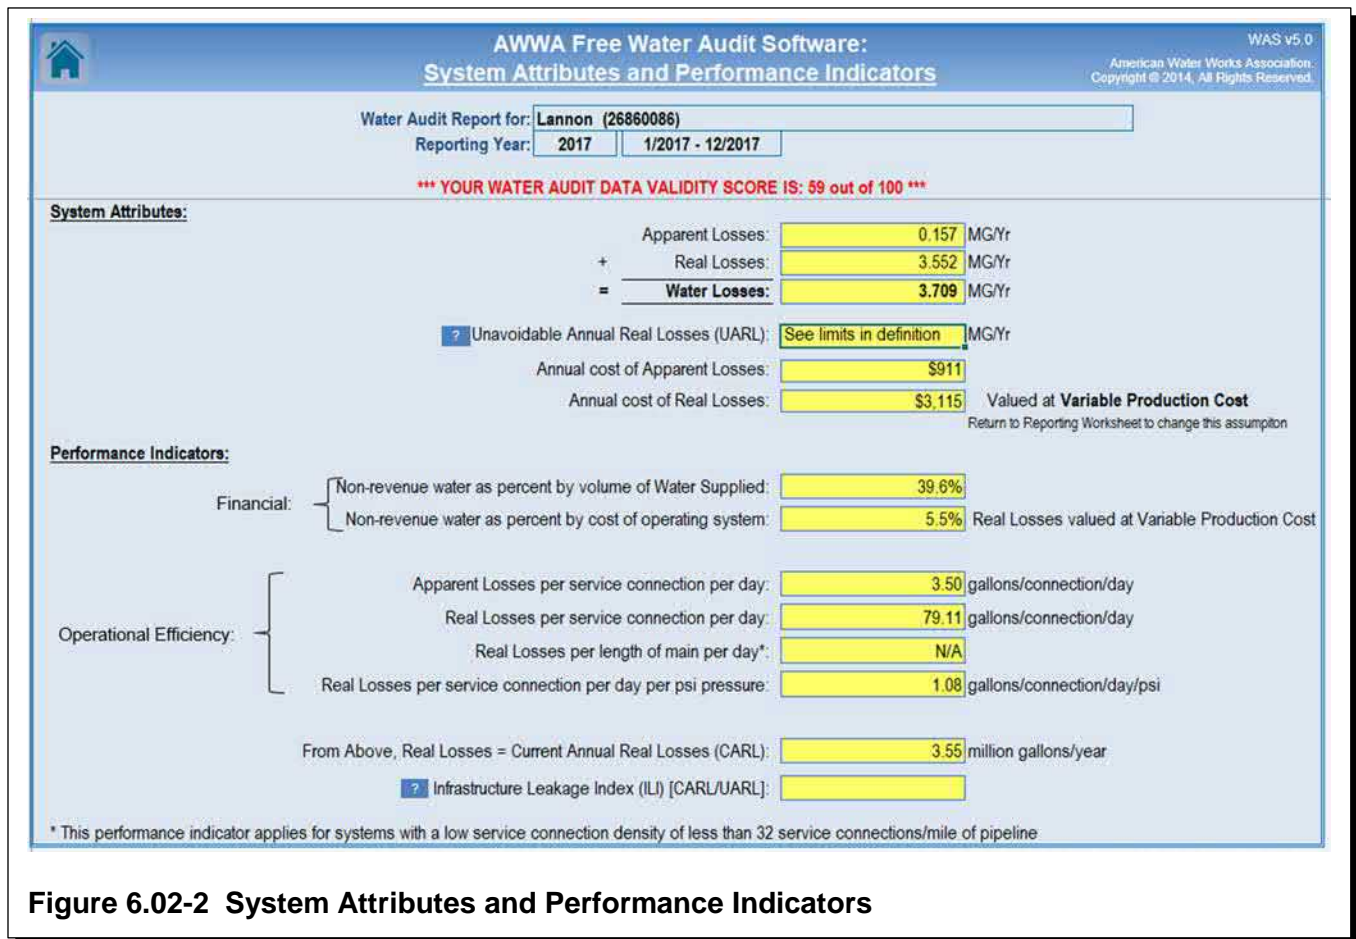 AWWA Free Water Audit Software:
System Attributes and Performance Indicators
WAS v5.0
American Water Works Association.
Copyright © 2014, All Rights Reserved.
Water Audit Report for: Lannon (26860086)
Reporting Year: 2017 1/2017 - 12/2017
*** YOUR WATER AUDIT DATA VALIDITY SCORE IS: 59 out of 100 ***
System Attributes:
Apparent Losses: 0.157 MG/Yr
+ Real Losses: 3.552 MG/Yr
= Water Losses: 3.709 MG/Yr
? Unavoidable Annual Real Losses (UARL): See limits in definition MG/Yr
Annual cost of Apparent Losses: $911
Annual cost of Real Losses: $3,115 Valued at Variable Production Cost
Return to Reporting Worksheet to change this assumpiton
Performance Indicators:
Financial:
Non-revenue water as percent by volume of Water Supplied: 39.6%
Non-revenue water as percent by cost of operating system: 5.5% Real Losses valued at Variable Production Cost
Operational Efficiency:
Apparent Losses per service connection per day: 3.50 gallons/connection/day
Real Losses per service connection per day: 79.11 gallons/connection/day
Real Losses per length of main per day*: N/A
Real Losses per service connection per day per psi pressure: 1.08 gallons/connection/day/psi
From Above, Real Losses = Current Annual Real Losses (CARL): 3.55 million gallons/year
? Infrastructure Leakage Index (ILI) [CARL/UARL]:
* This performance indicator applies for systems with a low service connection density of less than 32 service connections/mile of pipeline
Figure 6.02-2 System Attributes and Performance Indicators